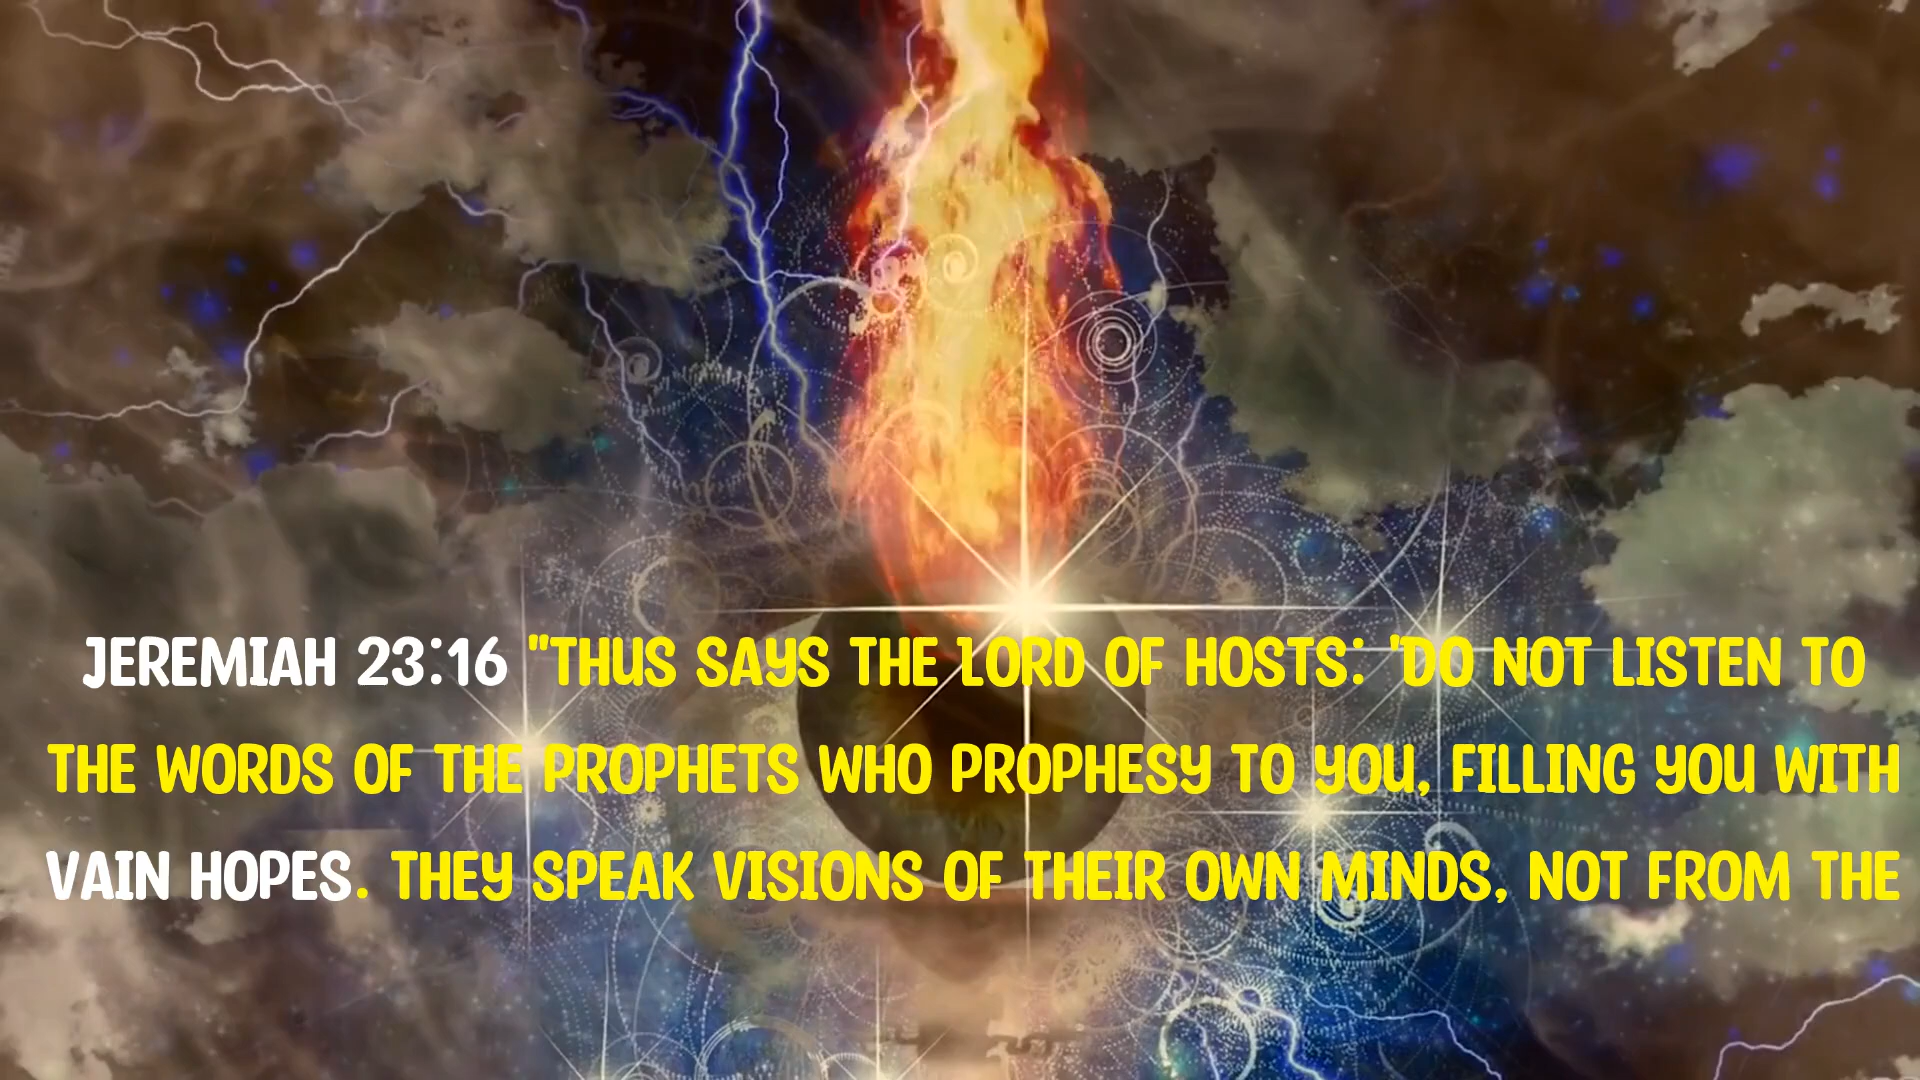 JEREMIAH 23:16 "THUS SAYS THE LORD OF HOSTS: 'DO NOT LISTEN TO
THE WORDS OF THE PROPHETS WHO PROPHESY TO YOU, FILLING YOU WITH
VAIN HOPES. THEY SPEAK VISIONS OF THEIR OWN MINDS, NOT FROM THE